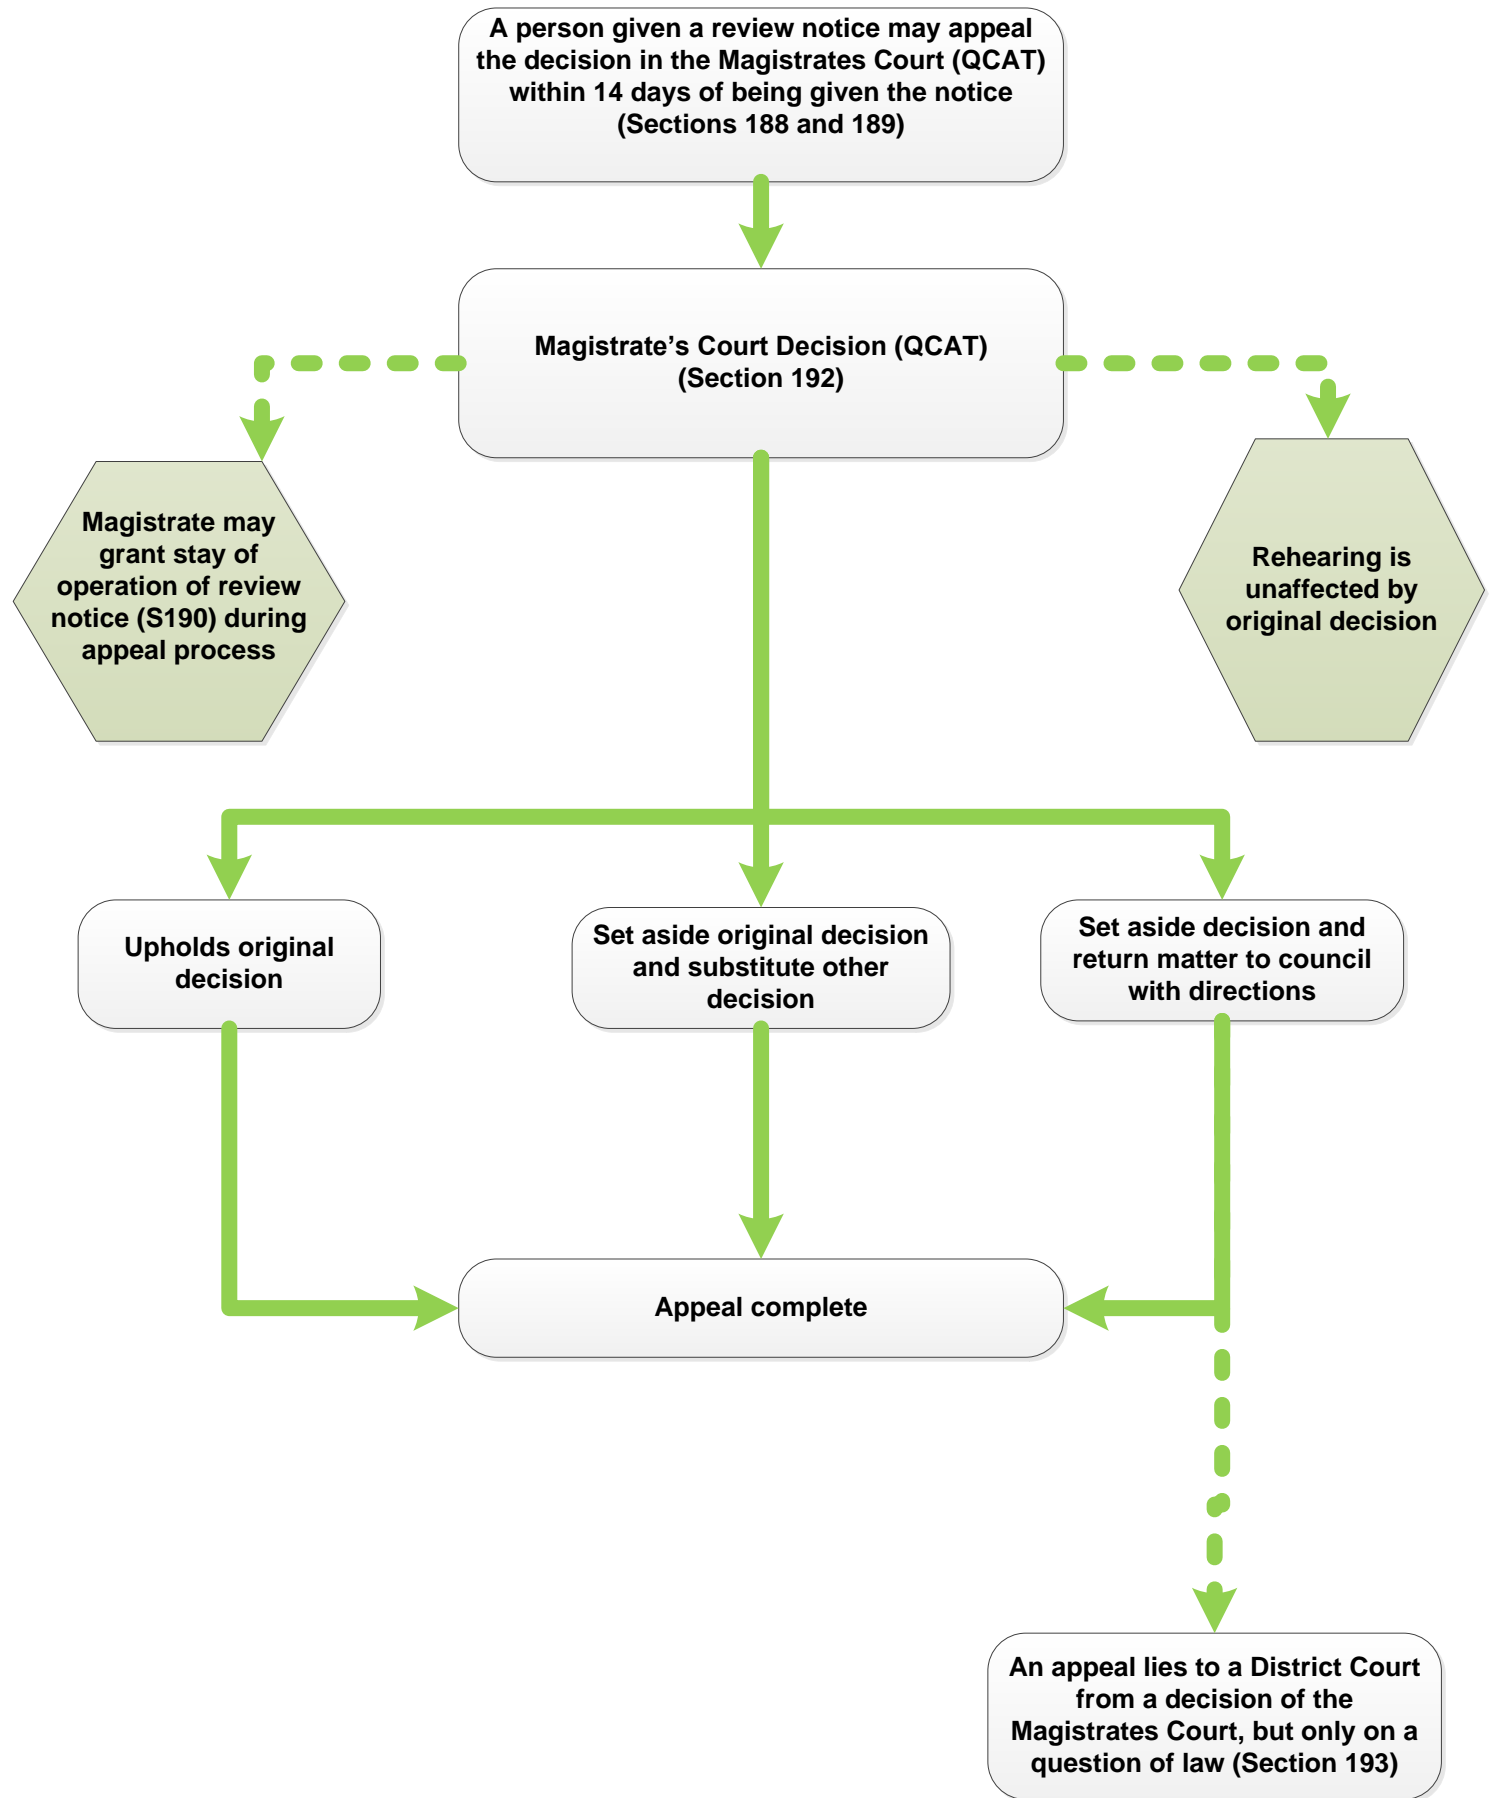 A person given a review notice may appeal
the decision in the Magistrates Court (QCAT)
within 14 days of being given the notice
(Sections 188 and 189)
Magistrate’s Court Decision (QCAT)
(Section 192)
Magistrate may
grant stay of
operation of review
notice (S190) during
appeal process
Rehearing is
unaffected by
original decision
Upholds original
decision
Set aside original decision
and substitute other
decision
Set aside decision and
return matter to council
with directions
Appeal complete
An appeal lies to a District Court
from a decision of the
Magistrates Court, but only on a
question of law (Section 193)